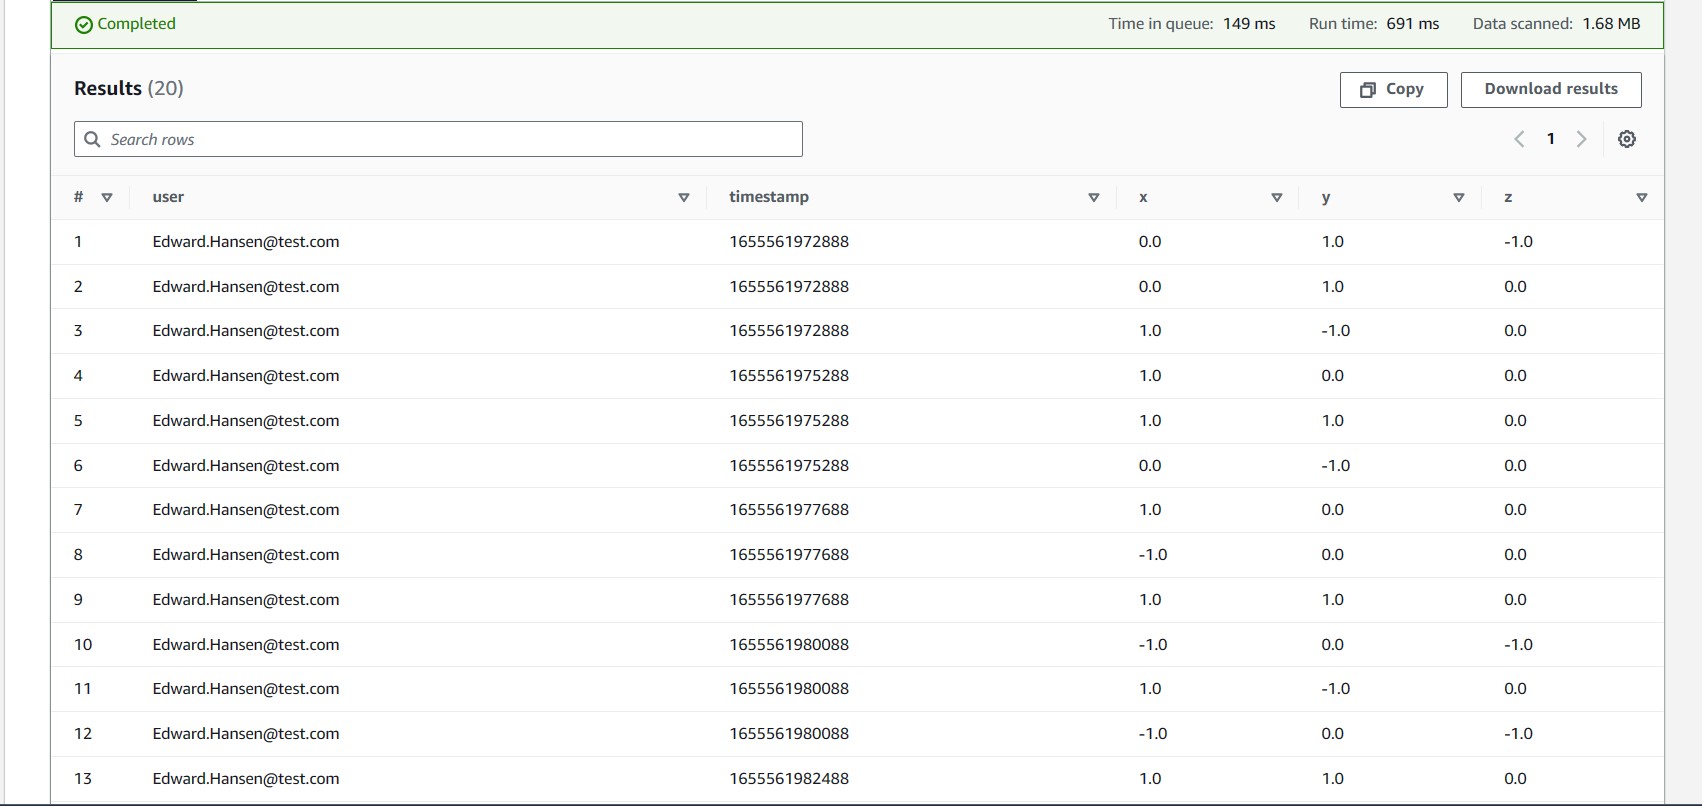 Completed Time in queue: 149 ms Run time: 691 ms Data scanned: 1.68 MB
Results (20) Copy Download results
Search rows 1
# user timestamp x y z
1 Edward.Hansen@test.com 1655561972888 0.0 1.0 -1.0
2 Edward.Hansen@test.com 1655561972888 0.0 1.0 0.0
3 Edward.Hansen@test.com 1655561972888 1.0 -1.0 0.0
4 Edward.Hansen@test.com 1655561975288 1.0 0.0 0.0
5 Edward.Hansen@test.com 1655561975288 1.0 1.0 0.0
6 Edward.Hansen@test.com 1655561975288 0.0 -1.0 0.0
7 Edward.Hansen@test.com 1655561977688 1.0 0.0 0.0
8 Edward.Hansen@test.com 1655561977688 -1.0 0.0 0.0
9 Edward.Hansen@test.com 1655561977688 1.0 1.0 0.0
10 Edward.Hansen@test.com 1655561980088 -1.0 0.0 -1.0
11 Edward.Hansen@test.com 1655561980088 1.0 -1.0 0.0
12 Edward.Hansen@test.com 1655561980088 -1.0 0.0 -1.0
13 Edward.Hansen@test.com 1655561982488 1.0 1.0 0.0